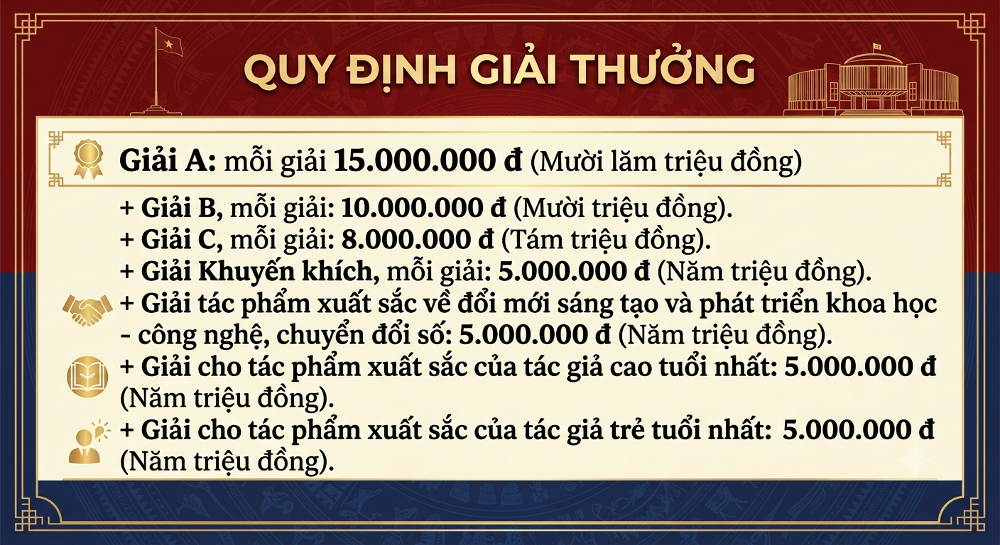 QUY ĐỊNH GIẢI THƯỞNG
Giải A: mỗi giải 15.000.000 đ (Mười lăm triệu đồng)
+ Giải B, mỗi giải: 10.000.000 đ (Mười triệu đồng).
+ Giải C, mỗi giải: 8.000.000 đ (Tám triệu đồng).
+ Giải Khuyến khích, mỗi giải: 5.000.000 đ (Năm triệu đồng).
+ Giải tác phẩm xuất sắc về đổi mới sáng tạo và phát triển khoa học
- công nghệ, chuyển đổi số: 5.000.000 đ (Năm triệu đồng).
+ Giải cho tác phẩm xuất sắc của tác giả cao tuổi nhất: 5.000.000 đ
(Năm triệu đồng).
+ Giải cho tác phẩm xuất sắc của tác giả trẻ tuổi nhất: 5.000.000 đ
(Năm triệu đồng).